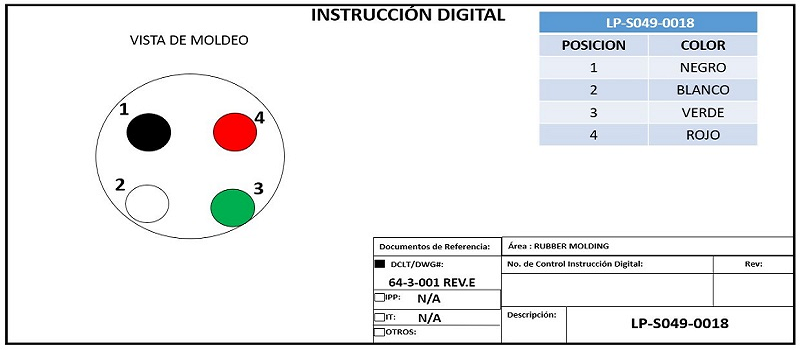 INSTRUCCIÓN DIGITAL
VISTA DE MOLDEO
1
4
2
3
LP-S049-0018
POSICION COLOR
1 NEGRO
2 BLANCO
3 VERDE
4 ROJO
Documentos de Referencia:
DCLT/DWG#:
64-3-001 REV.E
IPP: N/A
IT: N/A
OTROS:
Área : RUBBER MOLDING
No. de Control Instrucción Digital: Rev:
Descripción: LP-S049-0018